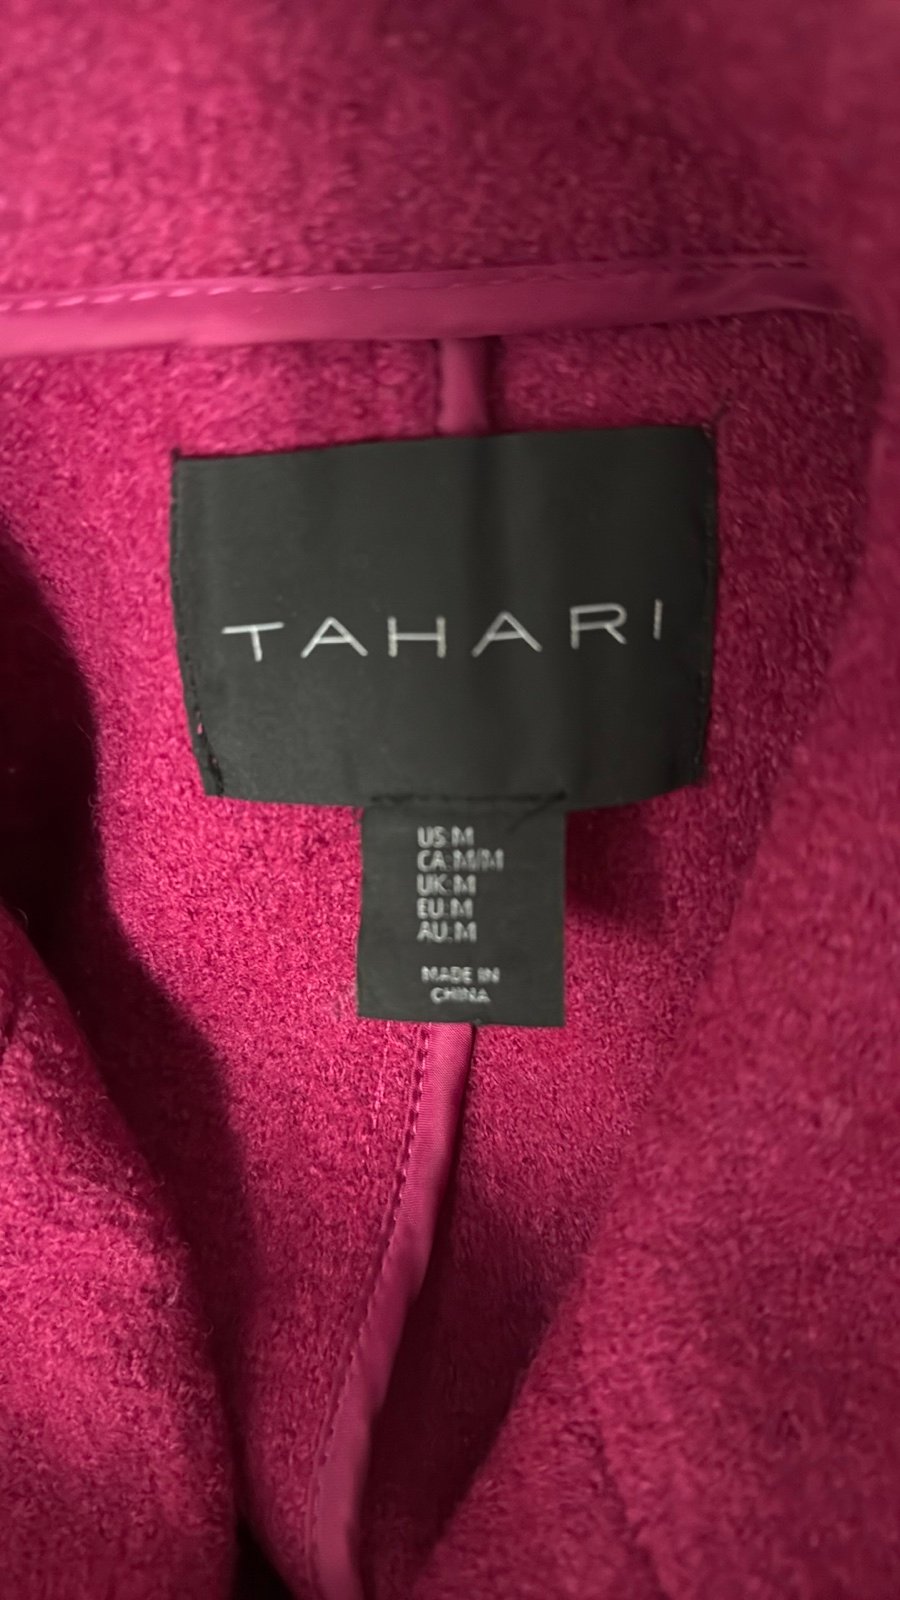 TAHARI
US: M
CA: M/M
UK: M
EU: M
AU: M
MADE IN
CHINA